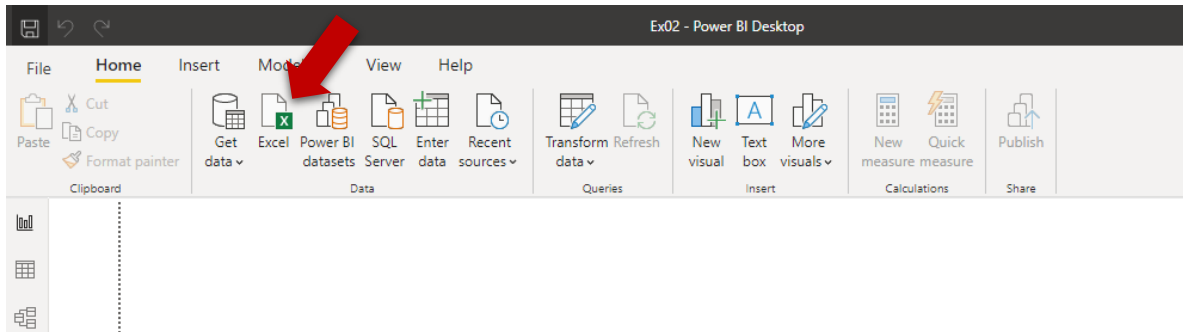 Ex02 - Power BI Desktop
File Home Insert View Help
Cut
Copy
Format painter
Paste
Get data
Excel
Power BI datasets
SQL Server
Enter data
Recent sources
Transform data
Refresh
New visual
A
Text box
More visuals
New measure
Quick measure
Publish
Clipboard Data Queries Insert Calculations Share